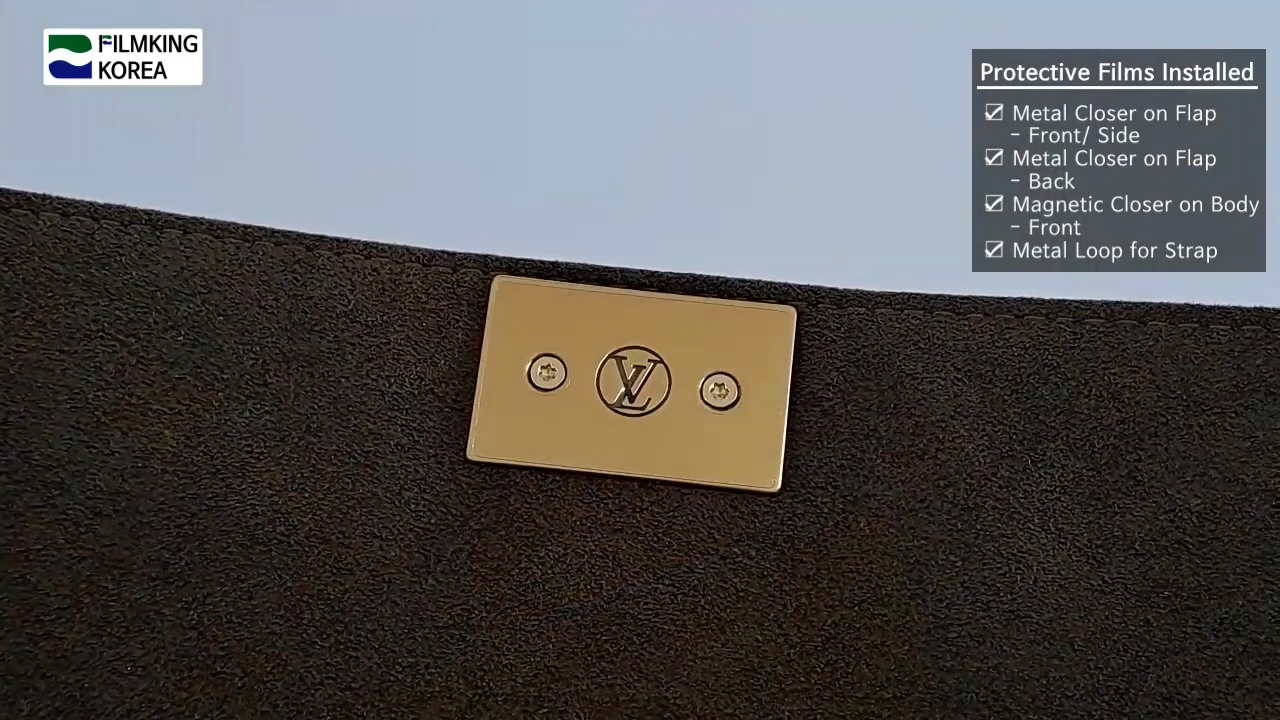 FILMKING
KOREA
Protective Films Installed
☑ Metal Closer on Flap
- Front/ Side
☑ Metal Closer on Flap
- Back
☑ Magnetic Closer on Body
- Front
☑ Metal Loop for Strap
LV